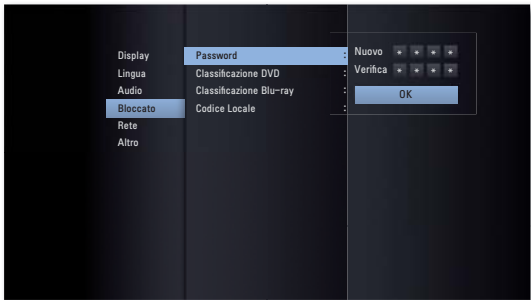 Display
Lingua
Audio
Bloccato
Rete
Altro
Password :
Classificazione DVD :
Classificazione Blu-ray :
Codice Locale :
Nuovo * * * *
Verifica * * * *
OK